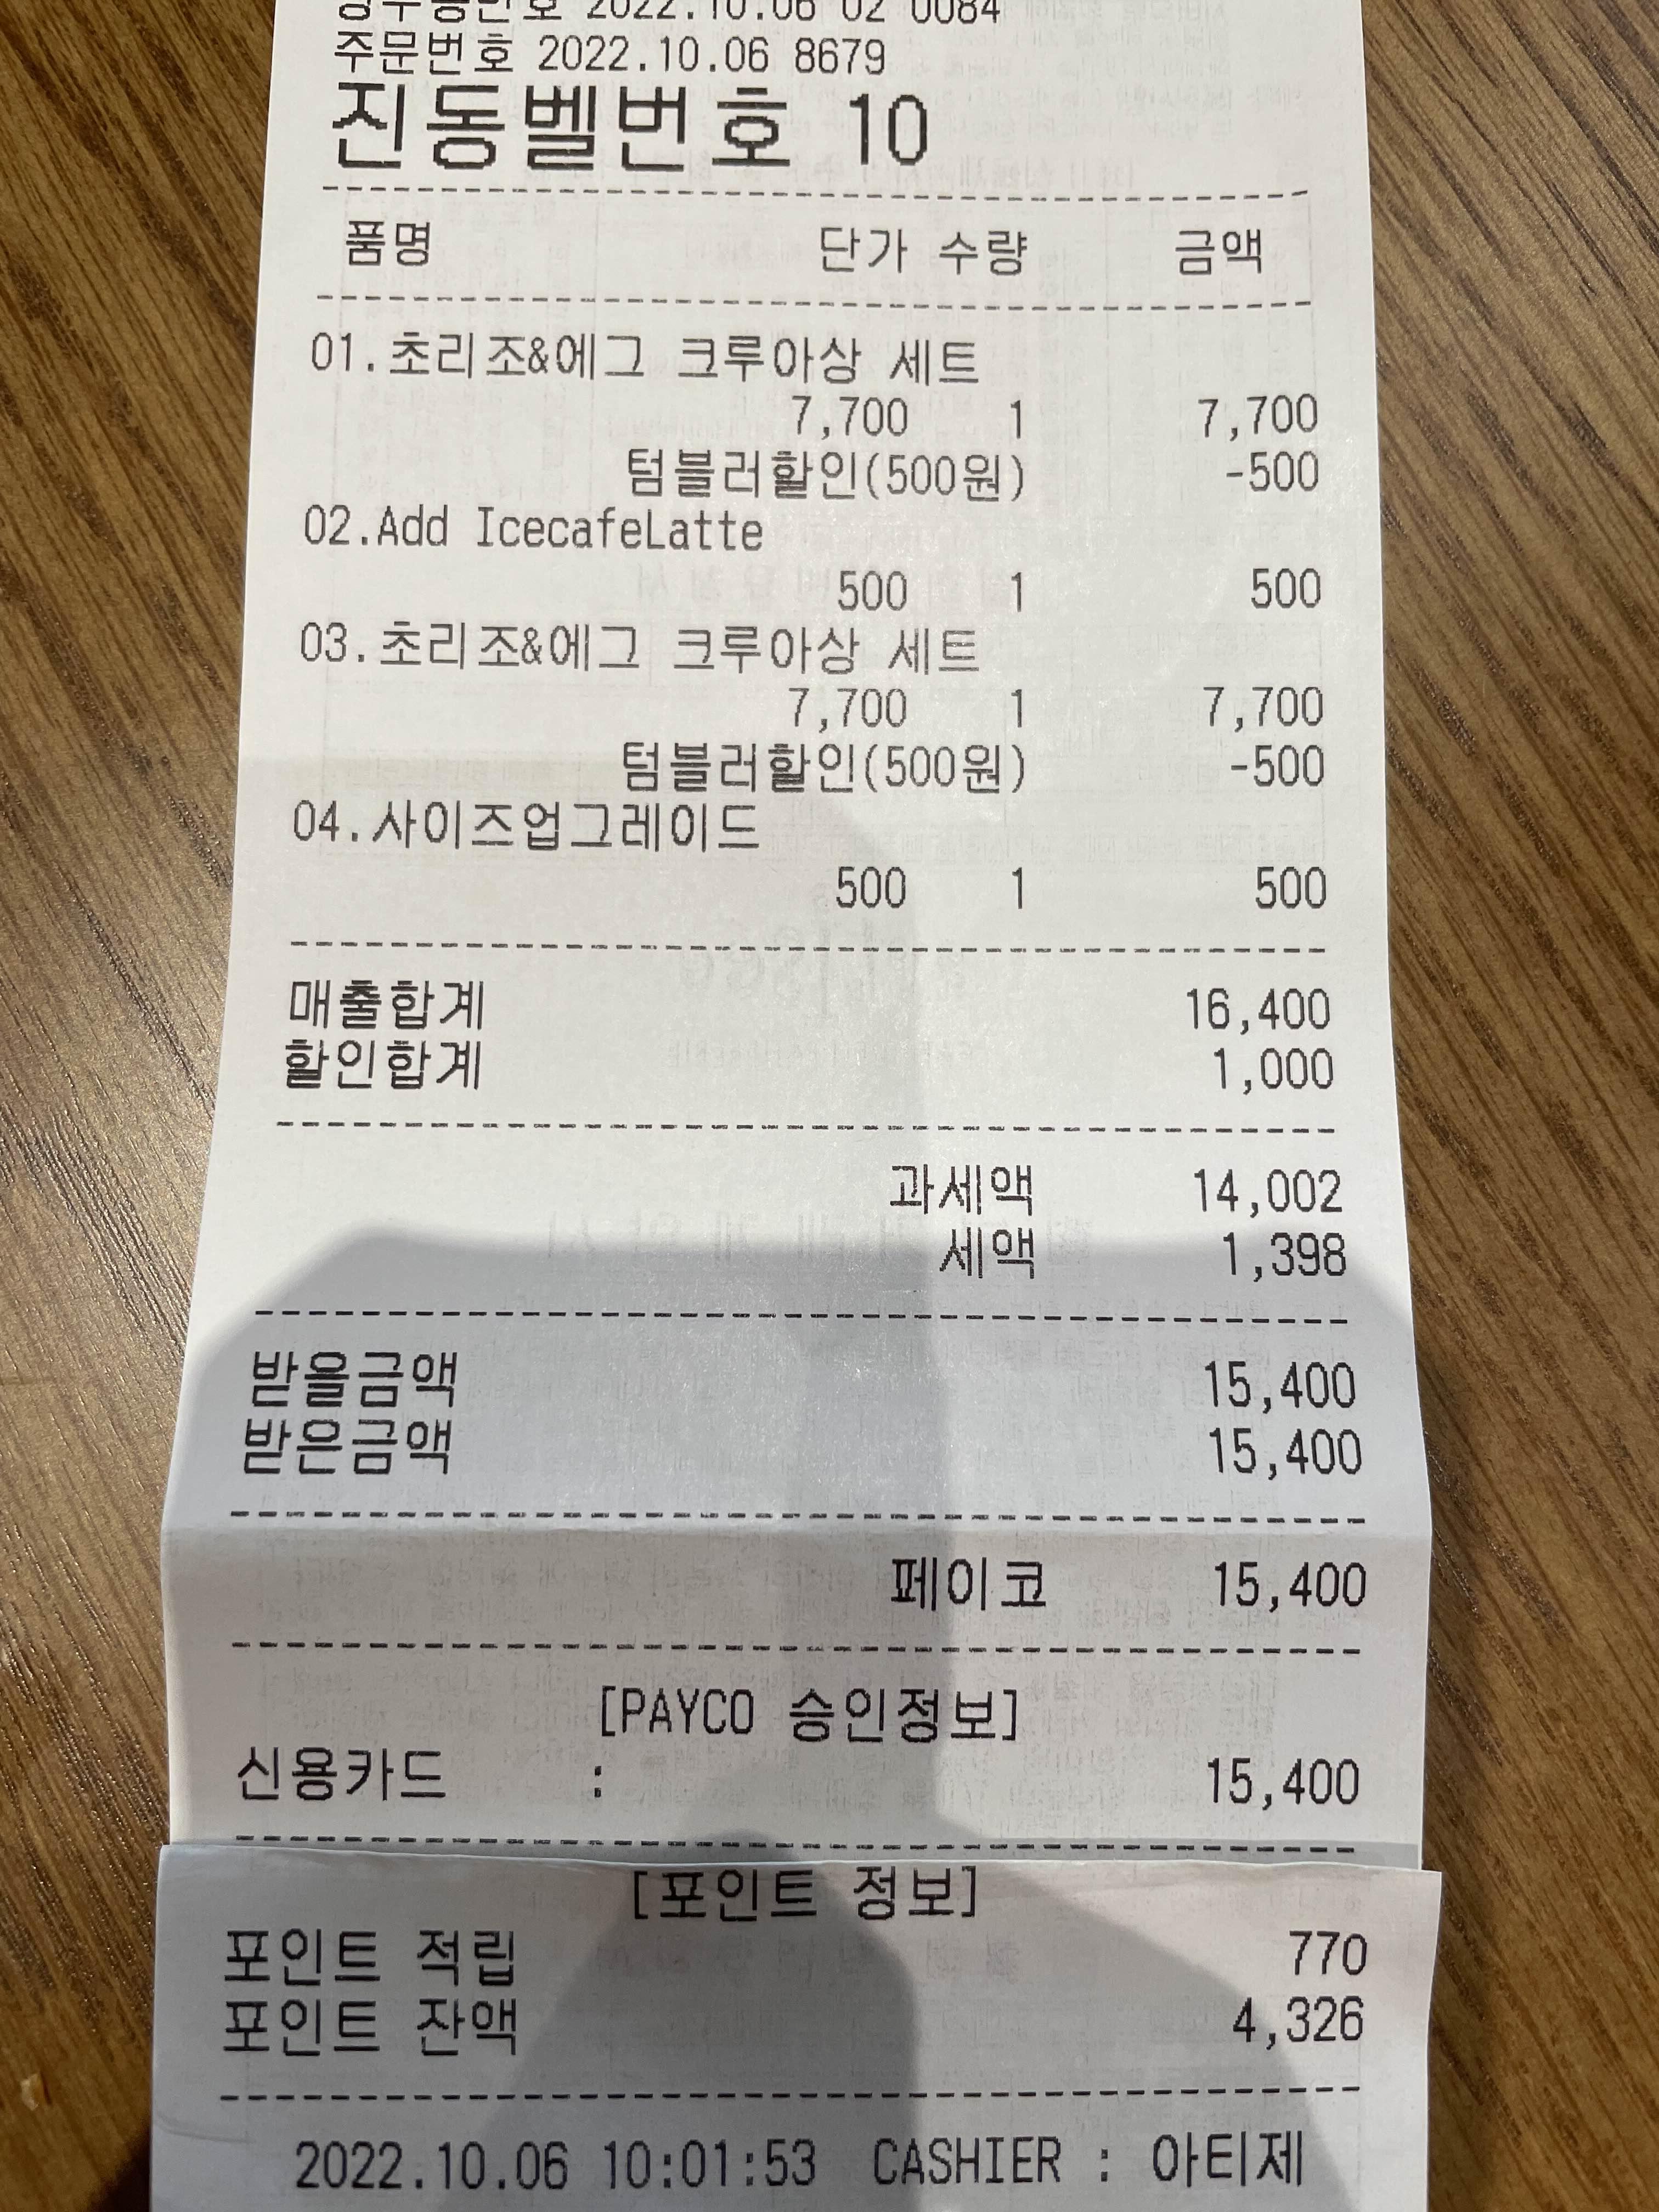 2022.10.06 02 0084
주문번호 2022.10.06 8679
진동벨번호 10
품명 단가 수량 금액
01.초리조&에그 크루아상 세트
7,700 1 7,700
텀블러할인(500원) -500
02.Add IcecafeLatte
500 1 500
03.초리조&에그 크루아상 세트
7,700 1 7,700
텀블러할인(500원) -500
04.사이즈업그레이드
500 1 500
매출합계 16,400
할인합계 1,000
과세액 14,002
세액 1,398
받을금액 15,400
받은금액 15,400
페이코 15,400
[PAYCO 승인정보]
신용카드 : 15,400
[포인트 정보]
포인트 적립 770
포인트 잔액 4,326
2022.10.06 10:01:53 CASHIER : 아티제